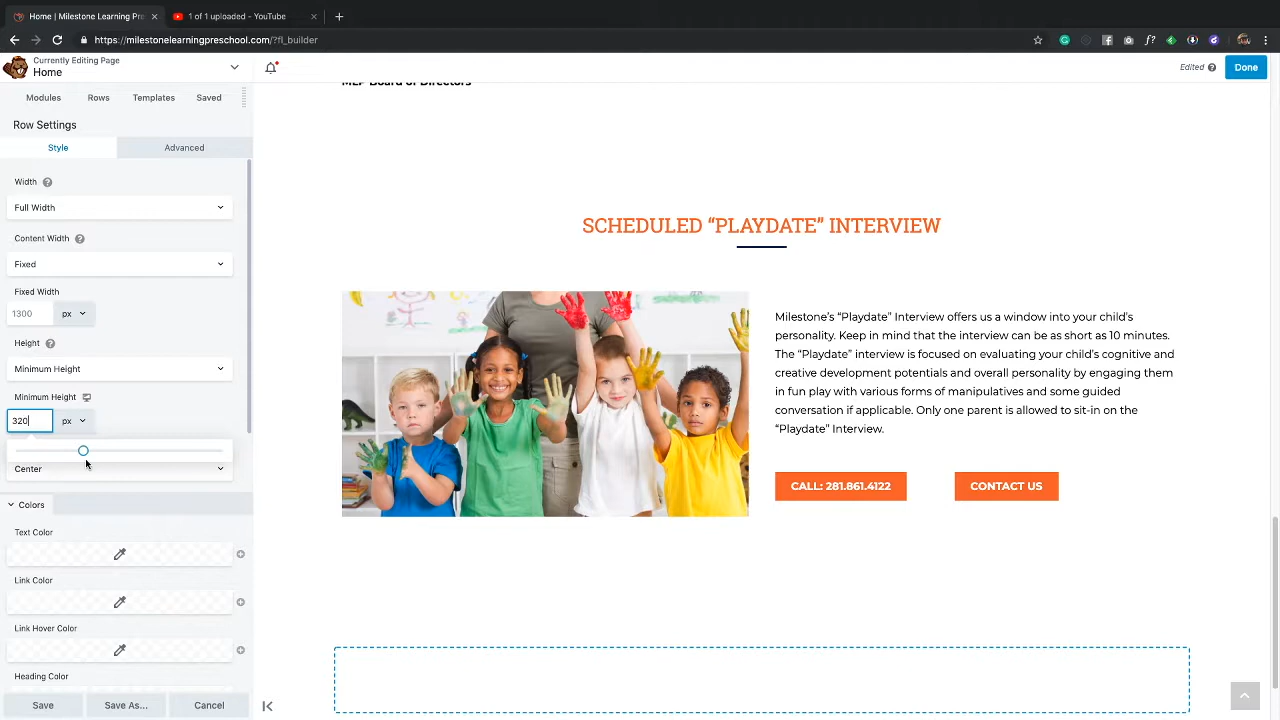 Home | Milestone Learning Pre
1 of 1 uploaded - YouTube
https://milestonelearningpreschool.com/?fl_builder
Currently Editing Page
Home
Edited
Done
Modules
Rows
Templates
Saved
Row Settings
Style
Advanced
Width
Full Width
Content Width
Fixed
Fixed Width
1300
px
Height
Minimum Height
Minimum Height
320
px
Center
Colors
Text Color
Link Color
Link Hover Color
Heading Color
Save
Save As...
Cancel
MLP Board of Directors
SCHEDULED “PLAYDATE” INTERVIEW
Milestone’s “Playdate” Interview offers us a window into your child’s
personality. Keep in mind that the interview can be as short as 10 minutes.
The “Playdate” interview is focused on evaluating your child’s cognitive and
creative development potentials and overall personality by engaging them
in fun play with various forms of manipulatives and some guided
conversation if applicable. Only one parent is allowed to sit-in on the
“Playdate” Interview.
CALL: 281.861.4122
CONTACT US